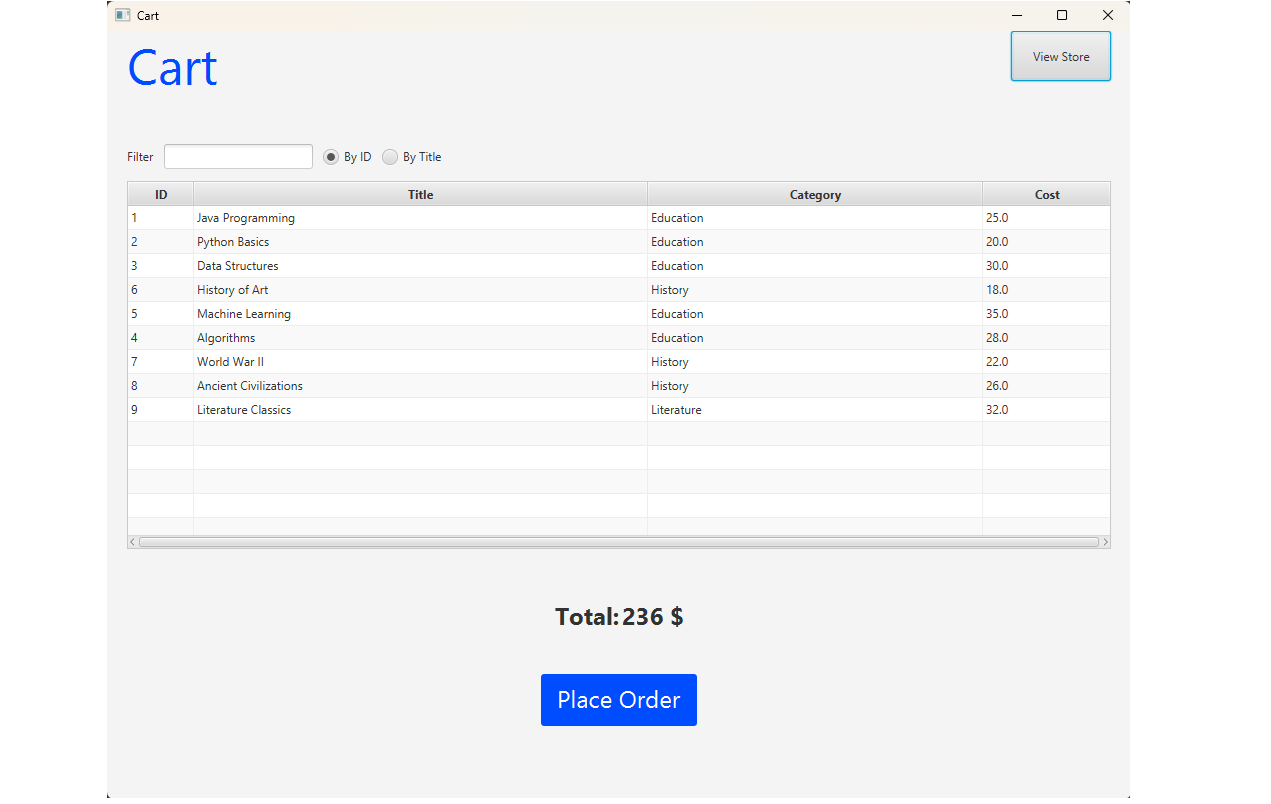 Cart
Cart
View Store
Filter By ID By Title
ID Title Category Cost
1 Java Programming Education 25.0
2 Python Basics Education 20.0
3 Data Structures Education 30.0
6 History of Art History 18.0
5 Machine Learning Education 35.0
4 Algorithms Education 28.0
7 World War II History 22.0
8 Ancient Civilizations History 26.0
9 Literature Classics Literature 32.0
Total: 236 $
Place Order